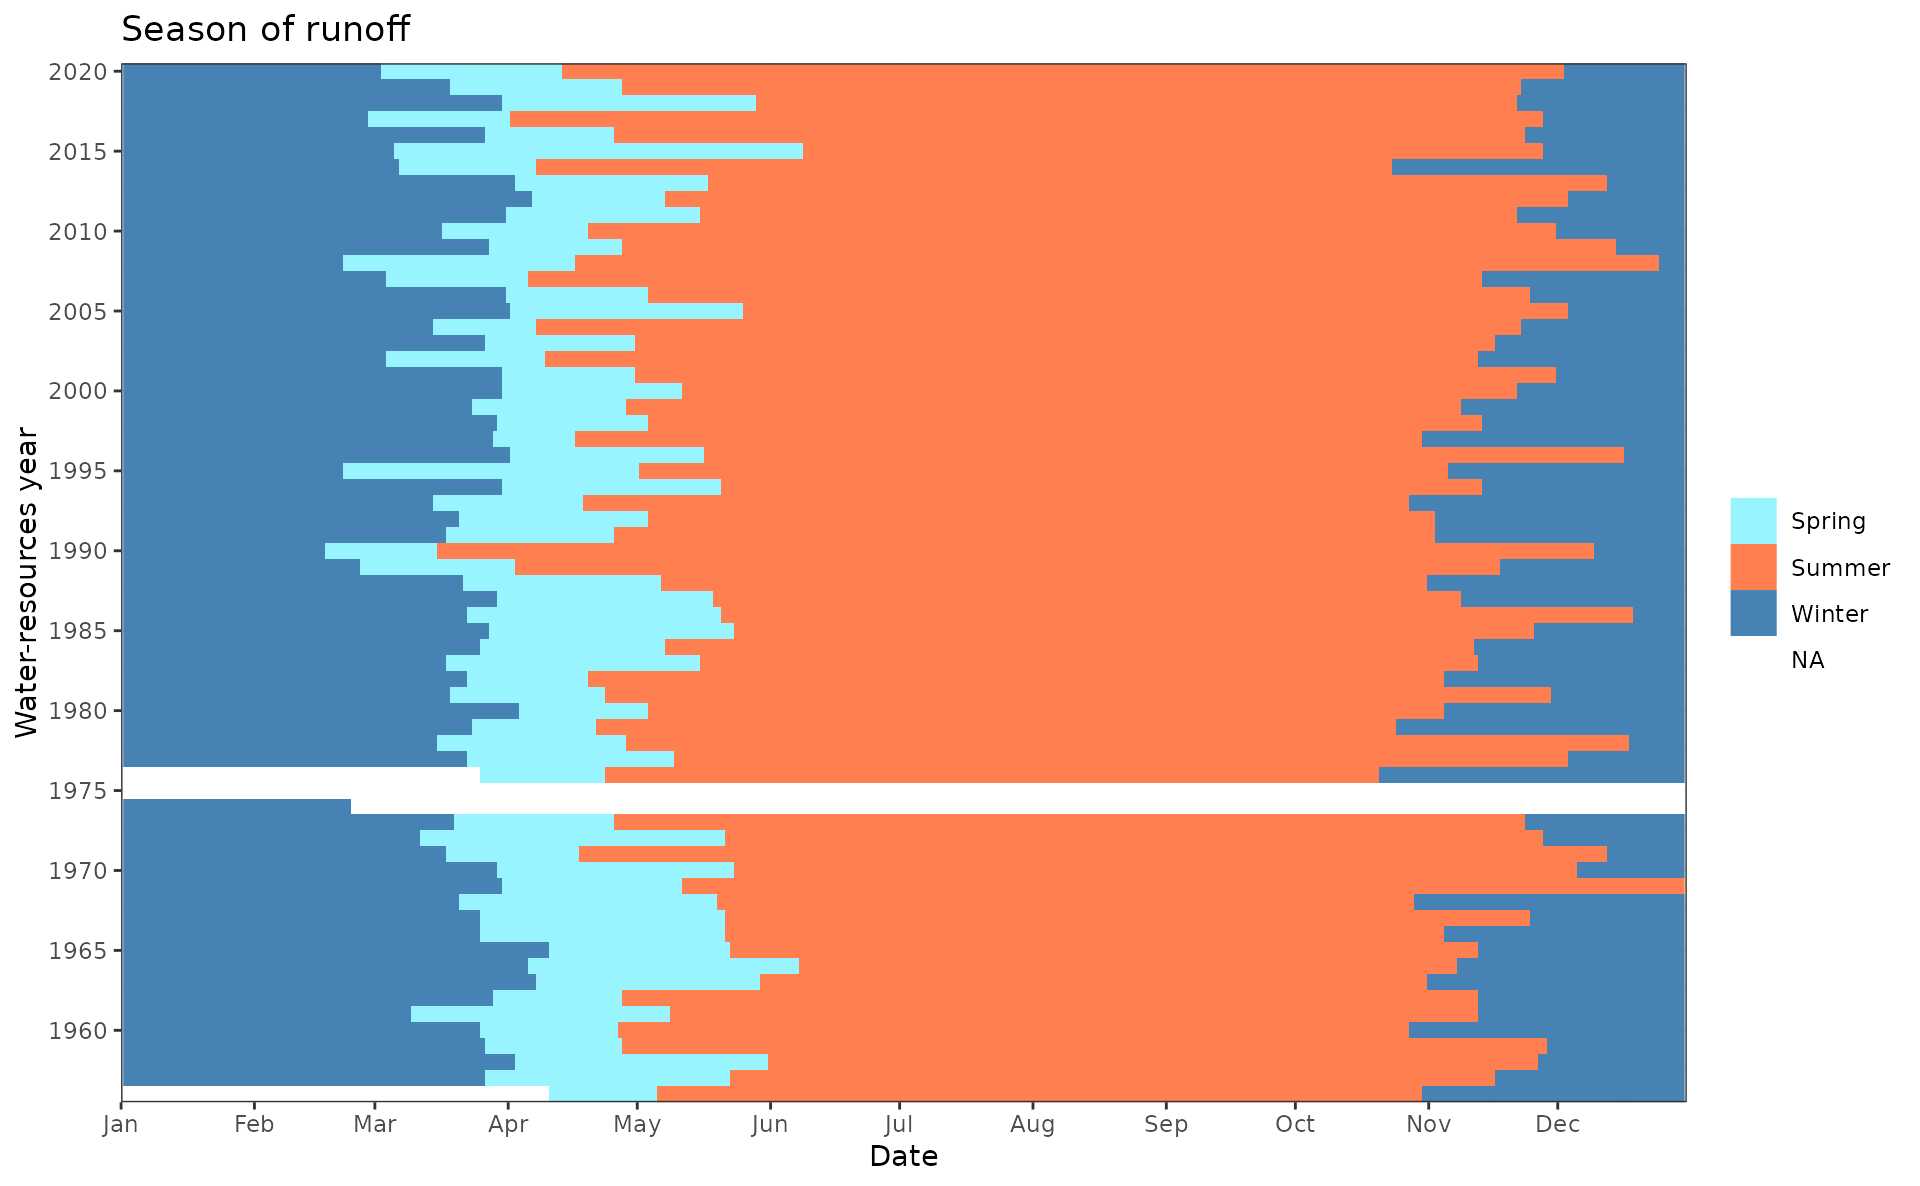 Season of runoff
Water-resources year
2020
2015
2010
2005
2000
1995
1990
1985
1980
1975
1970
1965
1960
Jan Feb Mar Apr May Jun Jul Aug Sep Oct Nov Dec
Date
Spring
Summer
Winter
NA